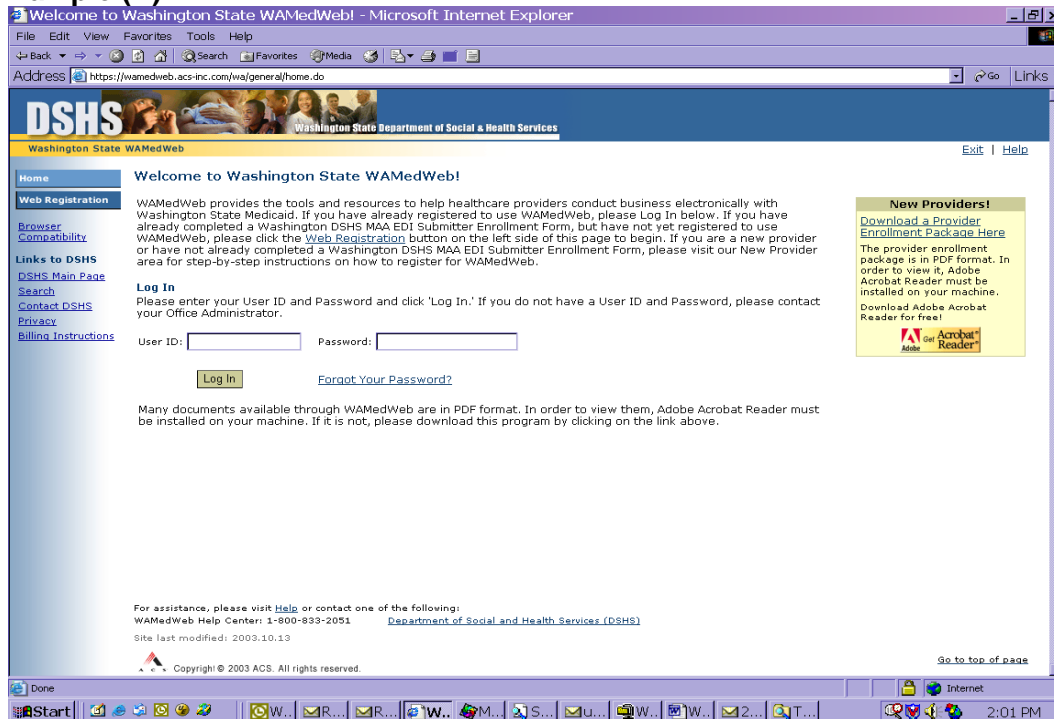 Welcome to Washington State WAMedWeb! - Microsoft Internet Explorer
File Edit View Favorites Tools Help
Back Search Favorites Media
Address https://wamedweb.acs-inc.com/wa/general/home.do Go Links
DSHS
Washington State Department of Social & Health Services
Washington State WAMedWeb
Exit | Help
Home
Web Registration
Browser
Compatibility
Links to DSHS
DSHS Main Page
Search
Contact DSHS
Privacy
Billing Instructions
Welcome to Washington State WAMedWeb!
WAMedWeb provides the tools and resources to help healthcare providers conduct business electronically with
Washington State Medicaid. If you have already registered to use WAMedWeb, please Log In below. If you have
already completed a Washington DSHS MAA EDI Submitter Enrollment Form, but have not yet registered to use
WAMedWeb, please click the Web Registration button on the left side of this page to begin. If you are a new provider
or have not already completed a Washington DSHS MAA EDI Submitter Enrollment Form, please visit our New Provider
area for step-by-step instructions on how to register for WAMedWeb.
Log In
Please enter your User ID and Password and click 'Log In.' If you do not have a User ID and Password, please contact
your Office Administrator.
User ID: Password:
Log In Forgot Your Password?
Many documents available through WAMedWeb are in PDF format. In order to view them, Adobe Acrobat Reader must
be installed on your machine. If it is not, please download this program by clicking on the link above.
New Providers!
Download a Provider
Enrollment Package Here
The provider enrollment
package is in PDF format. In
order to view it, Adobe
Acrobat Reader must be
installed on your machine.
Download Adobe Acrobat
Reader for free!
Adobe Get Acrobat Reader
For assistance, please visit Help or contact one of the following:
WAMedWeb Help Center: 1-800-833-2051 Department of Social and Health Services (DSHS)
Site last modified: 2003.10.13
A C S Copyright © 2003 ACS. All rights reserved.
Go to top of page
Done Internet
Start W... R... R... W... M... S... u... W... W... 2... T... 2:01 PM